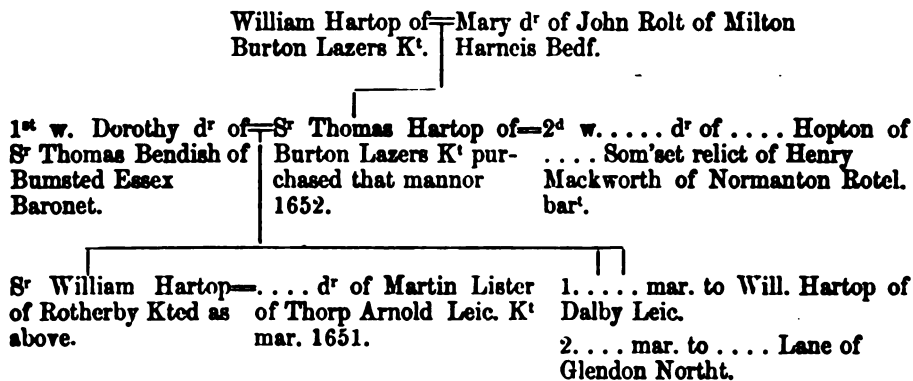 William Hartop of Burton Lazers Kᵗ.
Mary dʳ of John Rolt of Milton Harneis Bedf.
1ˢᵗ w. Dorothy dʳ of
Sʳ Thomas Bendish of
Bumsted Essex
Baronet.
Sʳ Thomas Hartop of
Burton Lazers Kᵗ pur-
chased that mannor
1652.
2ᵈ w..... dʳ of .... Hopton of
.... Som'set relict of Henry
Mackworth of Normanton Rotel.
barᵗ.
Sʳ William Hartop
of Rotherby Kted as
above.
.... dʳ of Martin Lister
of Thorp Arnold Leic. Kᵗ
mar. 1651.
1..... mar. to Will. Hartop of
Dalby Leic.
2.... mar. to .... Lane of
Glendon Northt.